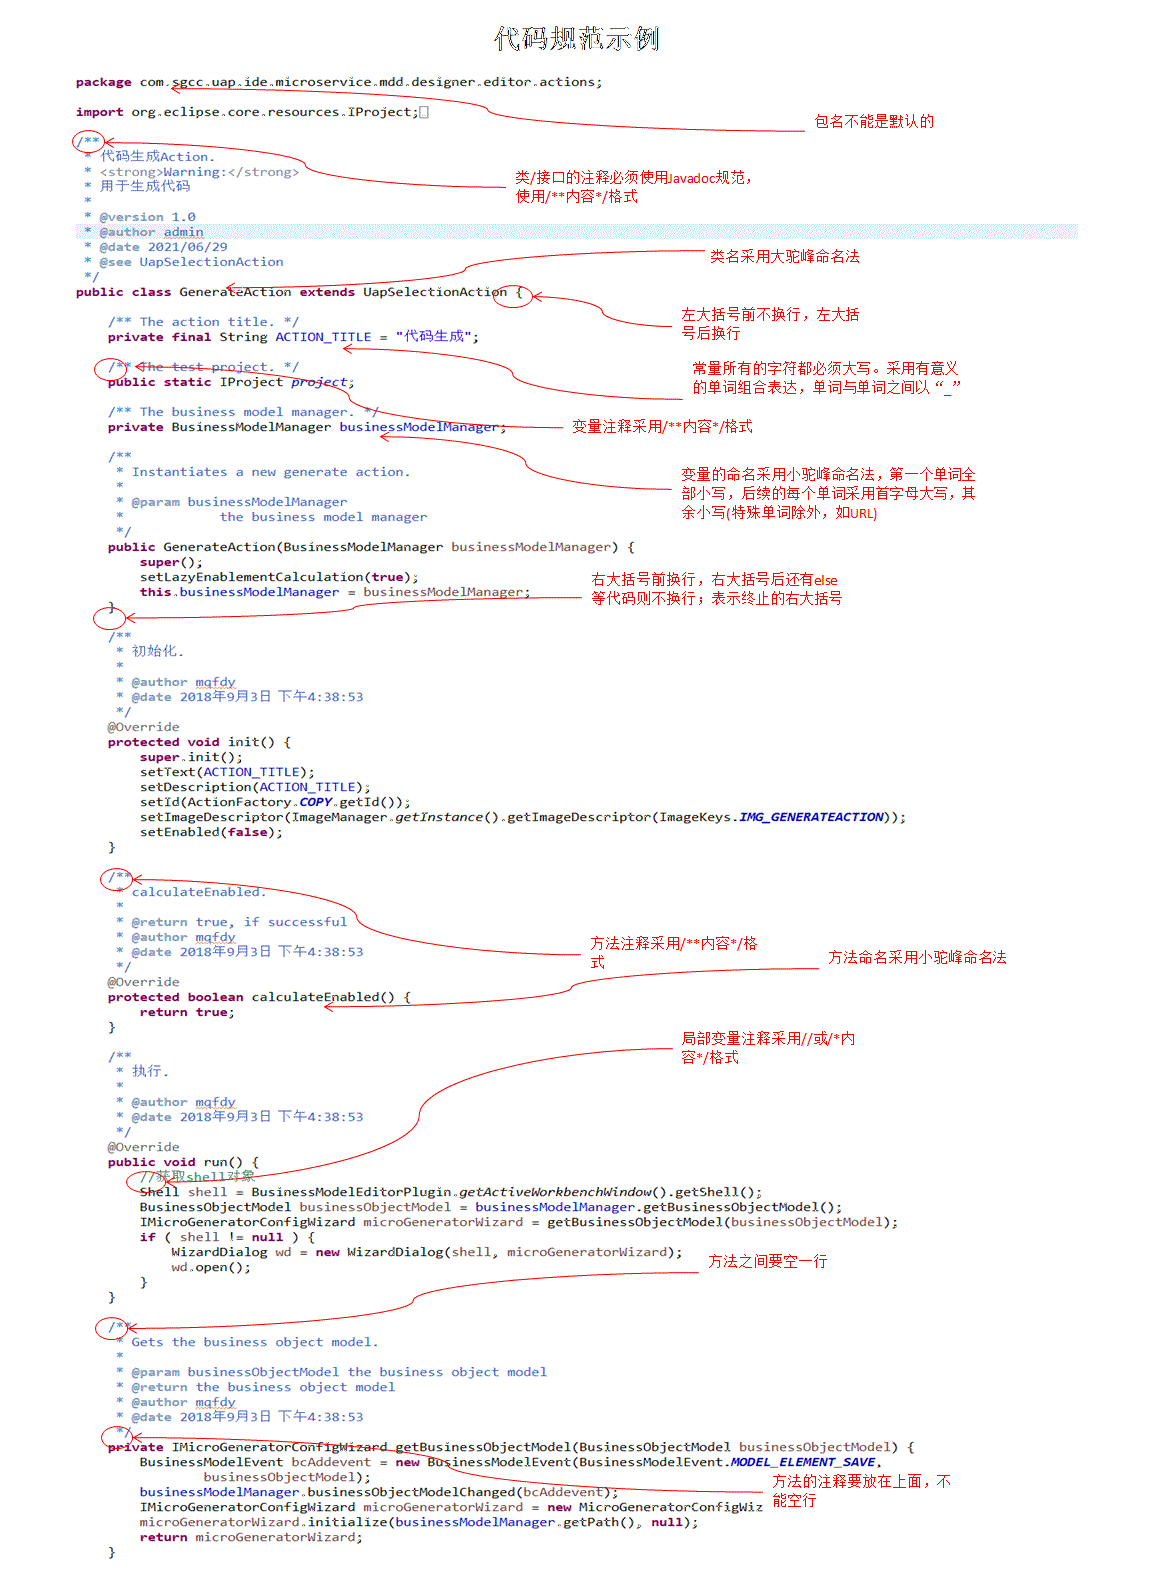 代码规范示例
package com.sgcc.uap.ide.microservice.mdd.designer.editor.actions;
import org.eclipse.core.resources.IProject;
包名不能是默认的
/**
* 代码生成Action.
* <strong>Warning:</strong>
* 用于生成代码
*
* @version 1.0
* @author admin
* @date 2021/06/29
* @see UapSelectionAction
*/
类/接口的注释必须使用Javadoc规范，
使用/**内容*/格式
类名采用大驼峰命名法
public class GenerateAction extends UapSelectionAction {
左大括号前不换行，左大括
号后换行
/** The action title. */
private final String ACTION_TITLE = "代码生成";
常量所有的字符都必须大写。采用有意义
的单词组合表达，单词与单词之间以“_”
/** The test project. */
public static IProject project;
/** The business model manager. */
private BusinessModelManager businessModelManager;
变量注释采用/**内容*/格式
变量的命名采用小驼峰命名法，第一个单词全
部小写，后续的每个单词采用首字母大写，其
余小写(特殊单词除外，如URL)
/**
* Instantiates a new generate action.
*
* @param businessModelManager
* the business model manager
*/
public GenerateAction(BusinessModelManager businessModelManager) {
super();
setLazyEnablementCalculation(true);
this.businessModelManager = businessModelManager;
}
右大括号前换行，右大括号后还有else
等代码则不换行；表示终止的右大括号
/**
* 初始化.
*
* @author mqfdy
* @date 2018年9月3日 下午4:38:53
*/
@Override
protected void init() {
super.init();
setText(ACTION_TITLE);
setDescription(ACTION_TITLE);
setId(ActionFactory.COPY.getId());
setImageDescriptor(ImageManager.getInstance().getImageDescriptor(ImageKeys.IMG_GENERATEACTION));
setEnabled(false);
}
/**
* calculateEnabled.
*
* @return true, if successful
* @author mqfdy
* @date 2018年9月3日 下午4:38:53
*/
方法注释采用/**内容*/格
式
方法命名采用小驼峰命名法
@Override
protected boolean calculateEnabled() {
return true;
}
局部变量注释采用//或/*内
容*/格式
/**
* 执行.
*
* @author mqfdy
* @date 2018年9月3日 下午4:38:53
*/
@Override
public void run() {
//获取shell对象
Shell shell = BusinessModelEditorPlugin.getActiveWorkbenchWindow().getShell();
BusinessObjectModel businessObjectModel = businessModelManager.getBusinessObjectModel();
IMicroGeneratorConfigWizard microGeneratorWizard = getBusinessObjectModel(businessObjectModel);
if ( shell != null ) {
WizardDialog wd = new WizardDialog(shell, microGeneratorWizard);
wd.open();
}
}
方法之间要空一行
/**
* Gets the business object model.
*
* @param businessObjectModel the business object model
* @return the business object model
* @author mqfdy
* @date 2018年9月3日 下午4:38:53
*/
private IMicroGeneratorConfigWizard getBusinessObjectModel(BusinessObjectModel businessObjectModel) {
BusinessModelEvent bcAddevent = new BusinessModelEvent(BusinessModelEvent.MODEL_ELEMENT_SAVE,
businessObjectModel);
businessModelManager.businessObjectModelChanged(bcAddevent);
IMicroGeneratorConfigWizard microGeneratorWizard = new MicroGeneratorConfigWiz
microGeneratorWizard.initialize(businessModelManager.getPath(), null);
return microGeneratorWizard;
}
方法的注释要放在上面，不
能空行